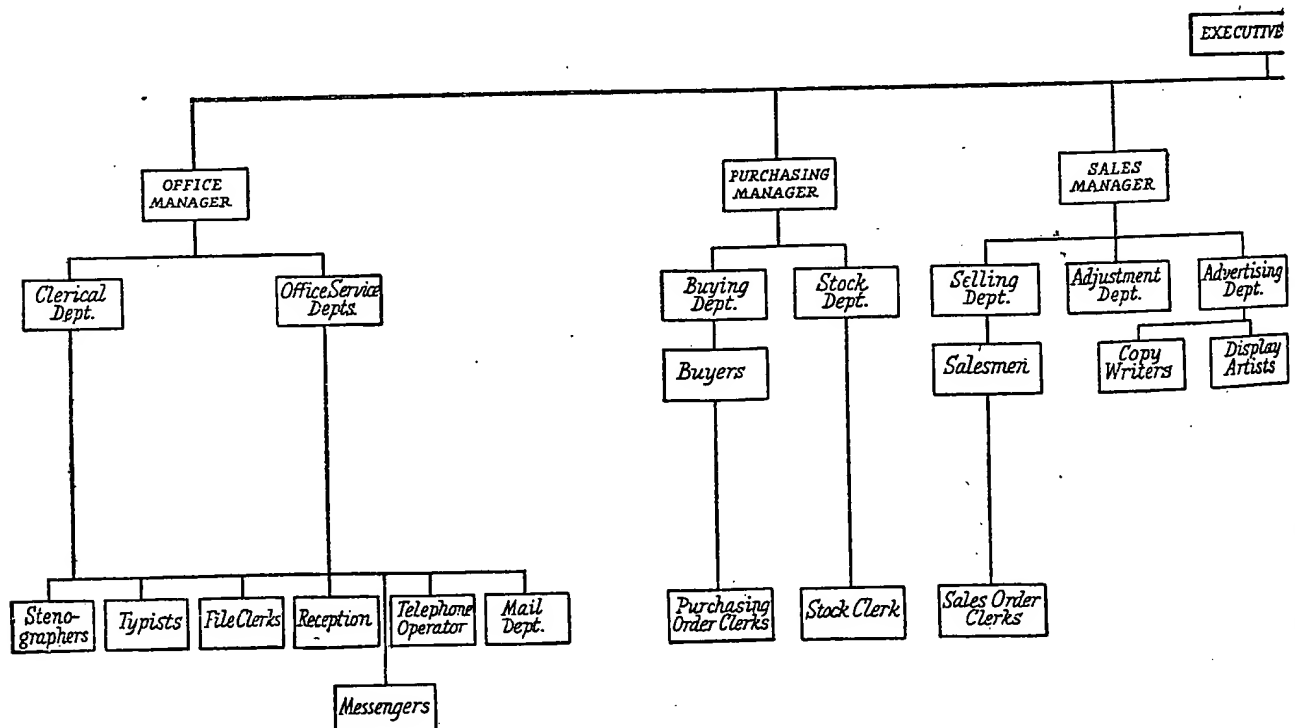 EXECUTIVE
OFFICE
MANAGER
PURCHASING
MANAGER
SALES
MANAGER
Clerical
Dept.
Office Service
Depts.
Buying
Dept.
Stock
Dept.
Selling
Dept.
Adjustment
Dept.
Advertising
Dept.
Buyers
Salesmen
Copy
Writers
Display
Artists
Steno-
graphers
Typists
File Clerks
Reception
Telephone
Operator
Mail
Dept.
Purchasing
Order Clerks
Stock Clerk
Sales Order
Clerks
Messengers